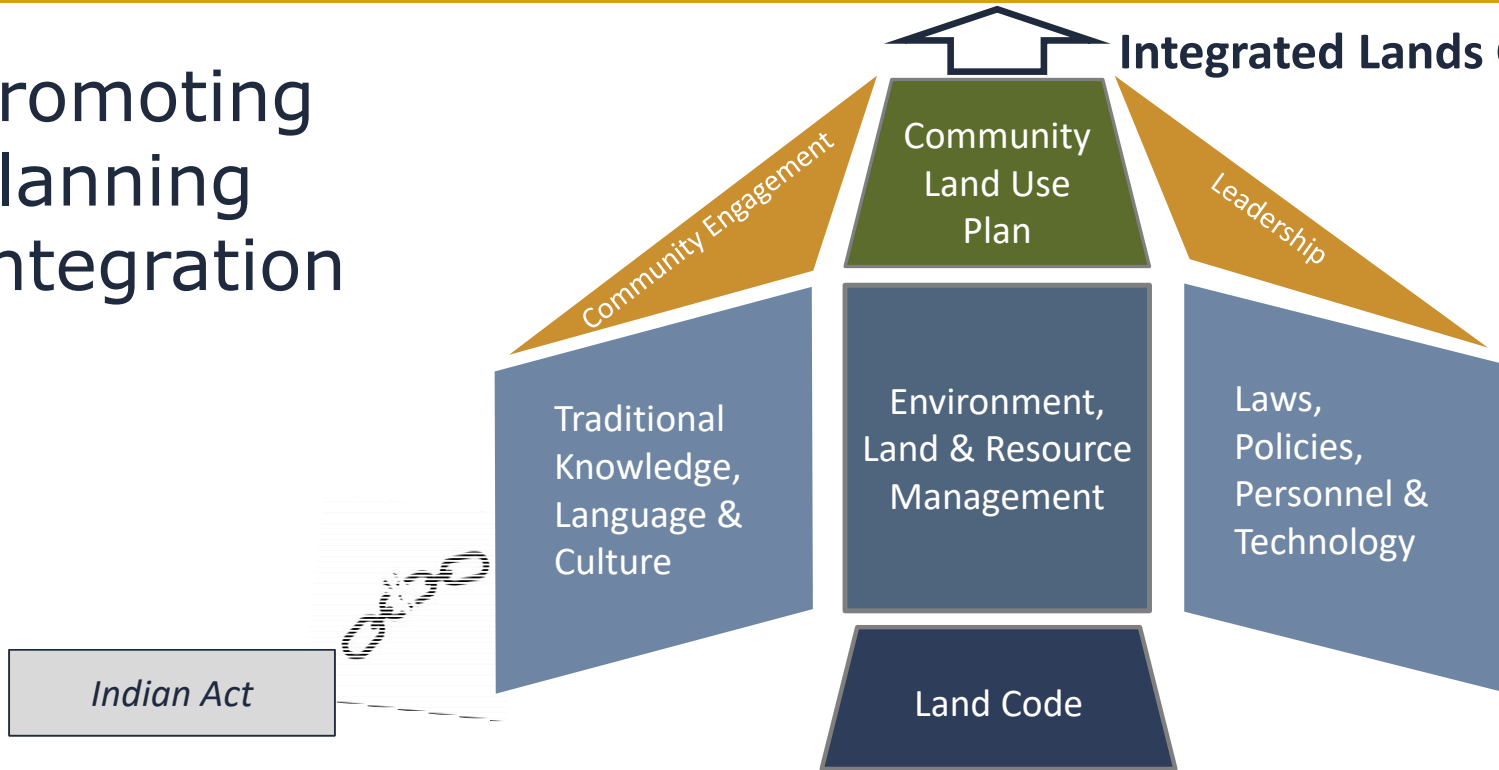 romoting
lanning
ntegration
Integrated Lands
Community
Land Use
Plan
Community Engagement
Leadership
Traditional
Knowledge,
Language &
Culture
Environment,
Land & Resource
Management
Laws,
Policies,
Personnel &
Technology
Indian Act
Land Code